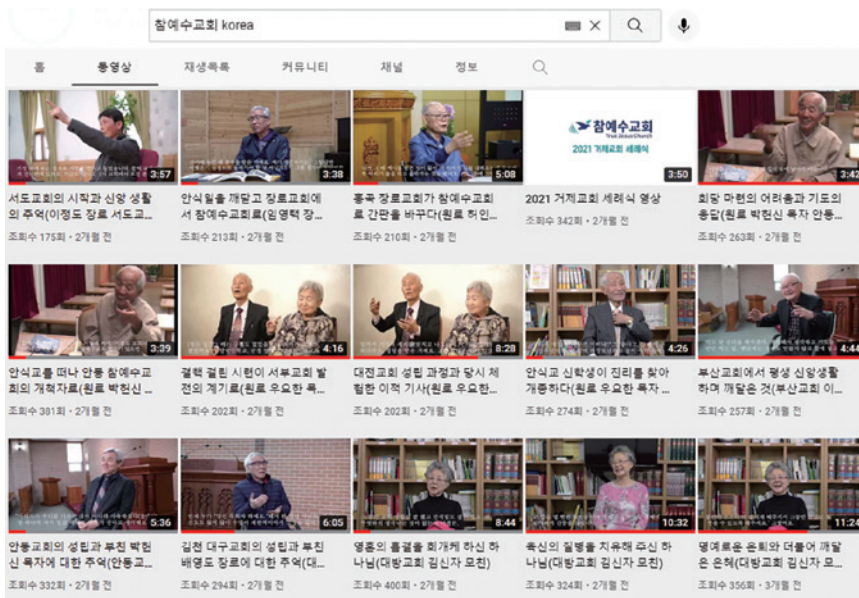 참예수교회 korea
홈 동영상 재생목록 커뮤니티 채널 정보
3:57
3:38
5:08
참예수교회
True Jesus Church
2021 거제교회 세례식
3:50
3:42
서도교회의 시작과 신앙 생활
의 추억(이정도 장로 서도교...
조회수 175회 • 2개월 전
안식일을 깨닫고 장로교회에
서 참예수교회로(임영택 장...
조회수 213회 • 2개월 전
홍곡 장로교회가 참예수교회
로 간판을 바꾸다(원로 허인...
조회수 210회 • 2개월 전
2021 거제교회 세례식 영상
조회수 342회 • 2개월 전
회당 마련의 어려움과 기도의
응답(원로 박헌신 목자 안동...
조회수 263회 • 2개월 전
3:39
4:16
8:28
4:26
4:44
안식교를 떠나 안동 참예수교
회의 개척자로(원로 박헌신 ...
조회수 381회 • 2개월 전
결핵 걸린 시련이 서부교회 발
전의 계기로(원로 우요한 목...
조회수 202회 • 2개월 전
대전교회 성립 과정과 당시 체
험한 이적 기사(원로 우요한...
조회수 202회 • 2개월 전
안식교 신학생이 진리를 찾아
개종하다(원로 우요한 목자 ...
조회수 274회 • 2개월 전
부산교회에서 평생 신앙생활
하며 깨달은 것(부산교회 이...
조회수 257회 • 2개월 전
5:36
6:05
8:44
10:32
11:24
안동교회의 성립과 부친 박헌
신 목자에 대한 추억(안동교...
조회수 332회 • 2개월 전
김천 대구교회의 성립과 부친
배영도 장로에 대한 추억(대...
조회수 294회 • 2개월 전
영혼의 흠결을 회개케 하신 하
나님(대방교회 김신자 모친)
조회수 400회 • 2개월 전
육신의 질병을 치유해 주신 하
나님(대방교회 김신자 모친)
조회수 324회 • 2개월 전
명예로운 은퇴와 더불어 깨달
은 은혜(대방교회 김신자 모...
조회수 356회 • 3개월 전